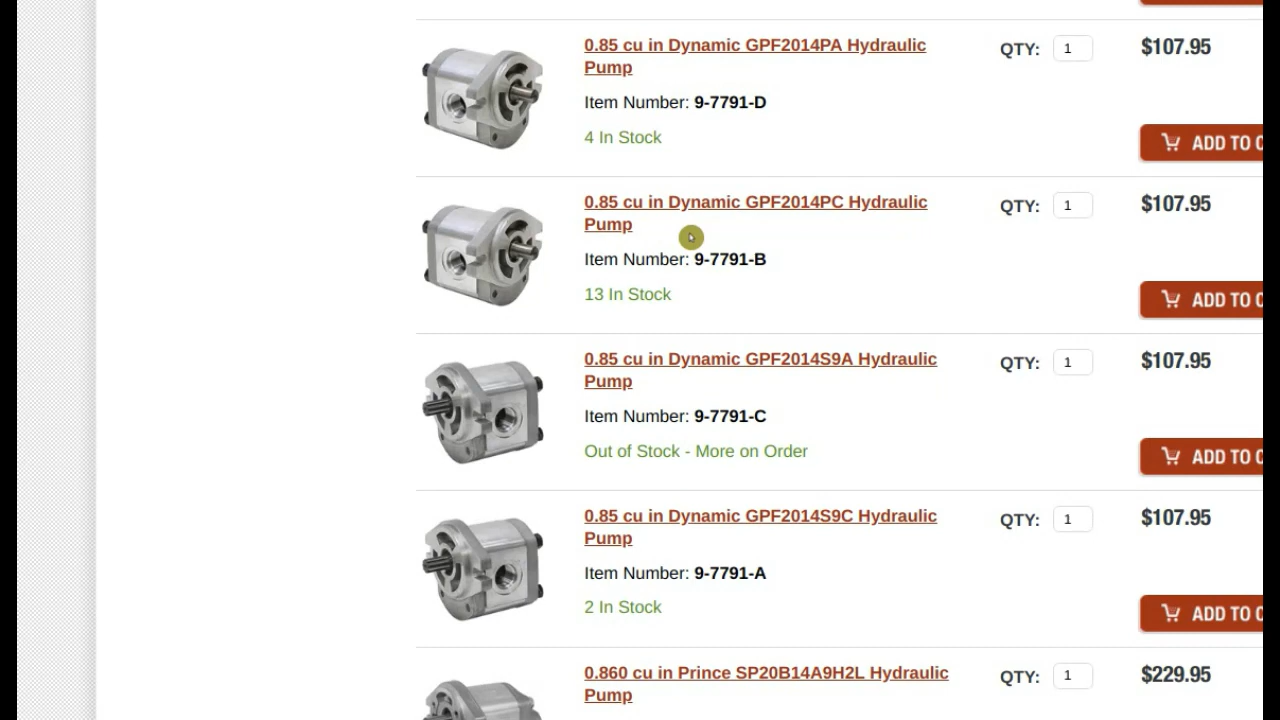 0.85 cu in Dynamic GPF2014PA Hydraulic
Pump
QTY: 1
$107.95
Item Number: 9-7791-D
4 In Stock
ADD TO C
0.85 cu in Dynamic GPF2014PC Hydraulic
Pump
QTY: 1
$107.95
Item Number: 9-7791-B
13 In Stock
ADD TO C
0.85 cu in Dynamic GPF2014S9A Hydraulic
Pump
QTY: 1
$107.95
Item Number: 9-7791-C
Out of Stock - More on Order
ADD TO C
0.85 cu in Dynamic GPF2014S9C Hydraulic
Pump
QTY: 1
$107.95
Item Number: 9-7791-A
2 In Stock
ADD TO C
0.860 cu in Prince SP20B14A9H2L Hydraulic
Pump
QTY: 1
$229.95